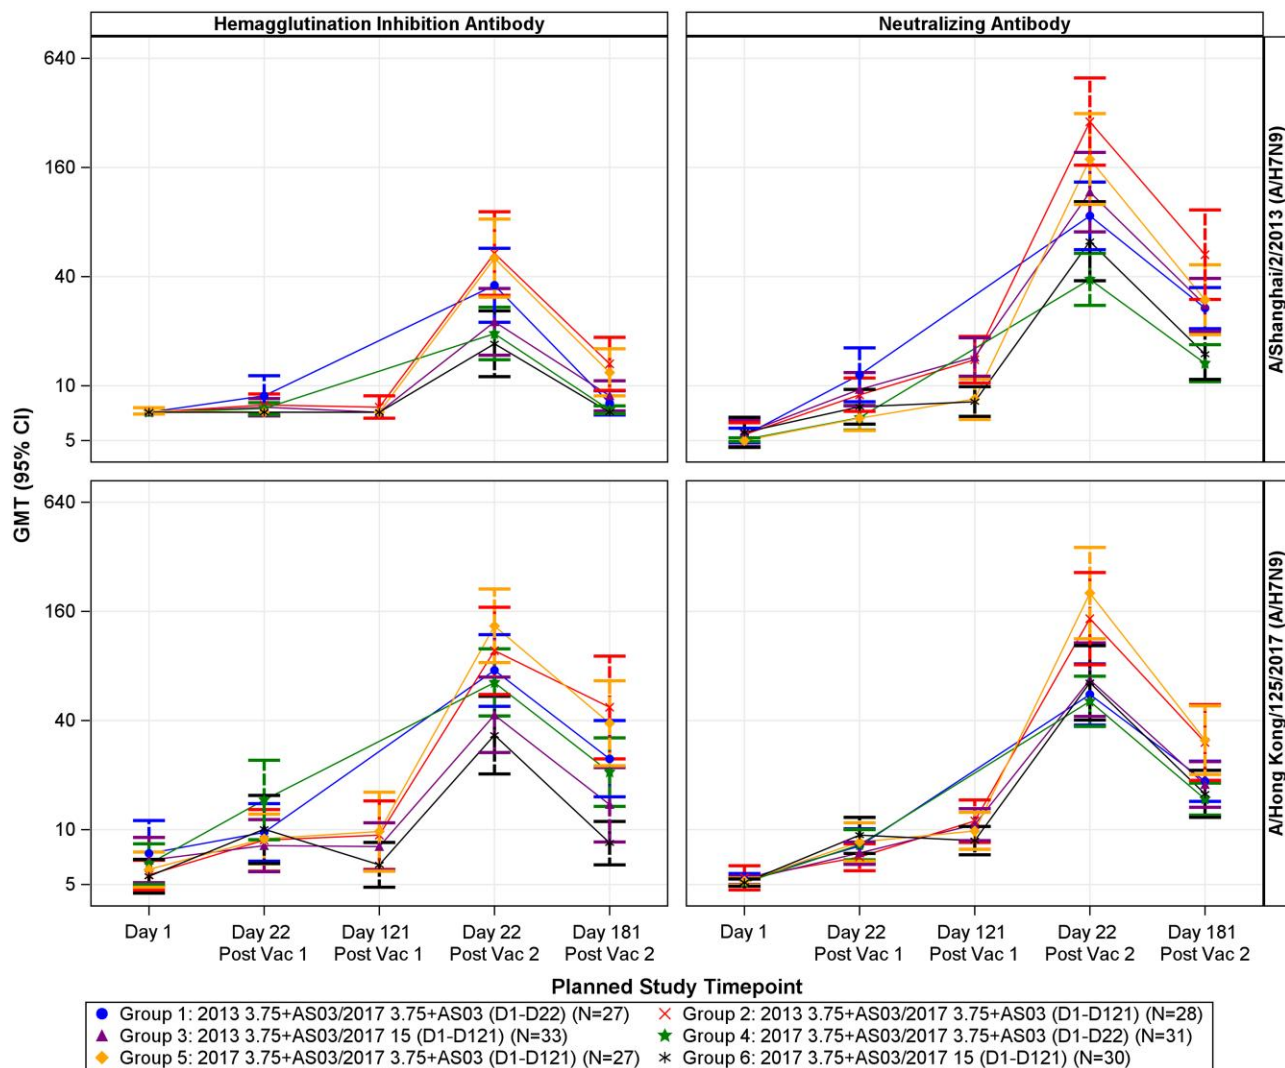 Hemagglutination Inhibition Antibody
Neutralizing Antibody
640
160
40
10
5
A/Shanghai/2/2013 (A/H7N9)
GMT (95% CI)
640
160
40
10
5
A/Hong Kong/125/2017 (A/H7N9)
Day 1
Day 22
Post Vac 1
Day 121
Post Vac 1
Day 22
Post Vac 2
Day 181
Post Vac 2
Day 1
Day 22
Post Vac 1
Day 121
Post Vac 1
Day 22
Post Vac 2
Day 181
Post Vac 2
Planned Study Timepoint
Group 1: 2013 3.75+AS03/2017 3.75+AS03 (D1-D22) (N=27)
Group 2: 2013 3.75+AS03/2017 3.75+AS03 (D1-D121) (N=28)
Group 3: 2013 3.75+AS03/2017 15 (D1-D121) (N=33)
Group 4: 2017 3.75+AS03/2017 3.75+AS03 (D1-D22) (N=31)
Group 5: 2017 3.75+AS03/2017 3.75+AS03 (D1-D121) (N=27)
Group 6: 2017 3.75+AS03/2017 15 (D1-D121) (N=30)